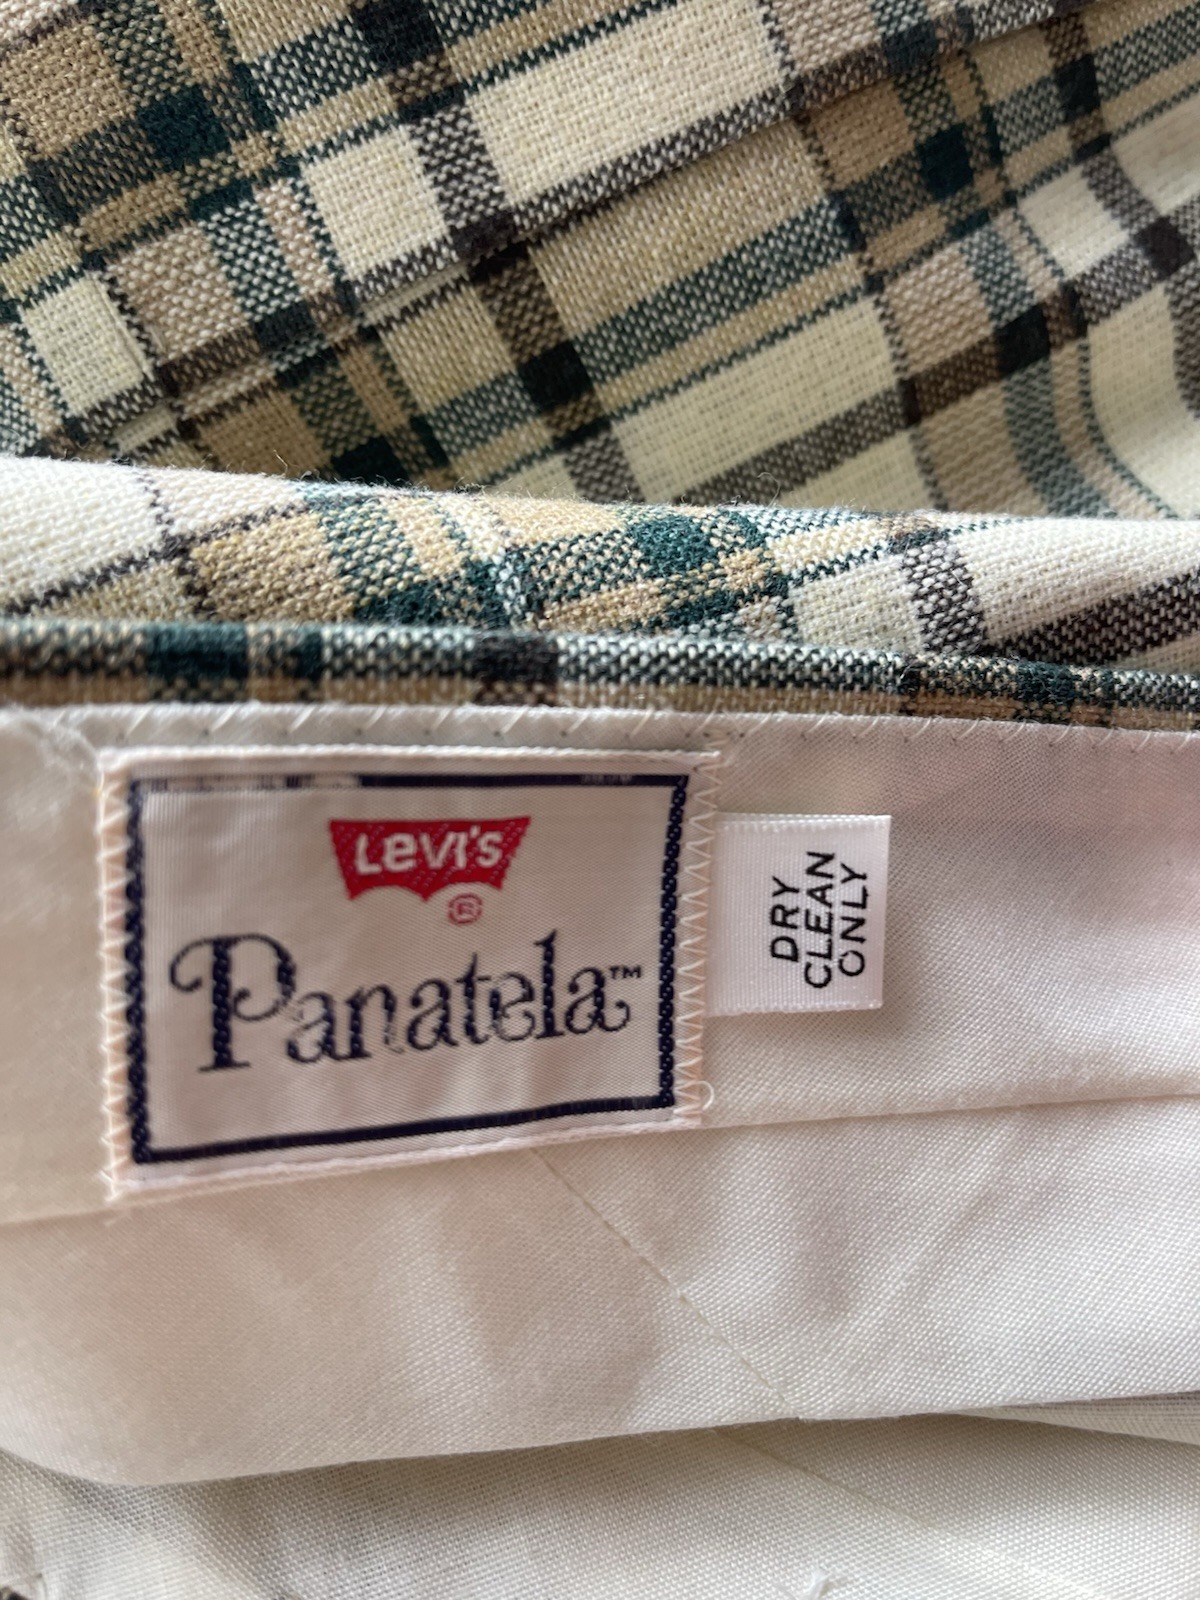 LEVI'S
®
Panatela™
DRY
CLEAN
ONLY